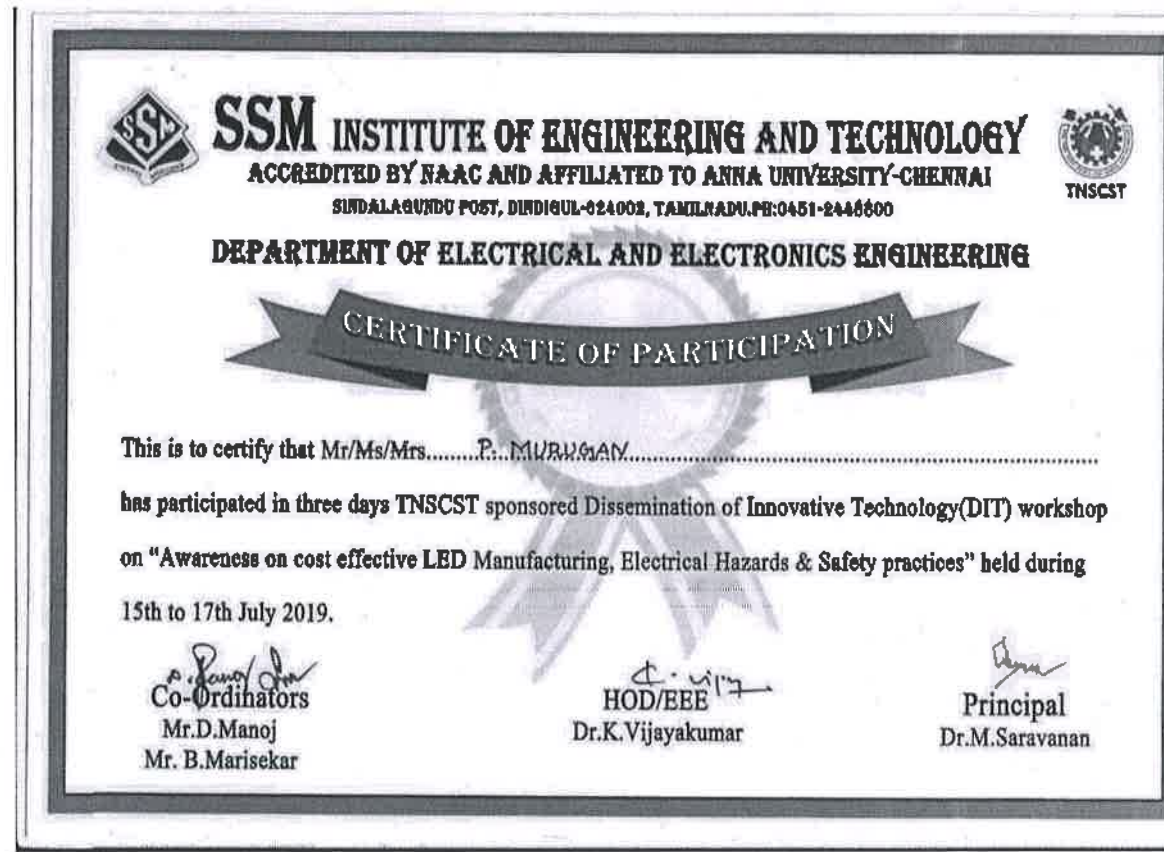 SSM
SSM INSTITUTE OF ENGINEERING AND TECHNOLOGY
ACCREDITED BY NAAC AND AFFILIATED TO ANNA UNIVERSITY-CHENNAI
TNSCST
SINDALAGUNDU POST, DINDIGUL-624002, TAMILNADU.PH:0451-2448800
DEPARTMENT OF ELECTRICAL AND ELECTRONICS ENGINEERING
CERTIFICATE OF PARTICIPATION
This is to certify that Mr/Ms/Mrs.........P. MURUGAN.........
has participated in three days TNSCST sponsored Dissemination of Innovative Technology(DIT) workshop
on "Awareness on cost effective LED Manufacturing, Electrical Hazards & Safety practices" held during
15th to 17th July 2019.
Co-Ordinators
Mr.D.Manoj
Mr. B.Marisekar
HOD/EEE
Dr.K.Vijayakumar
Principal
Dr.M.Saravanan